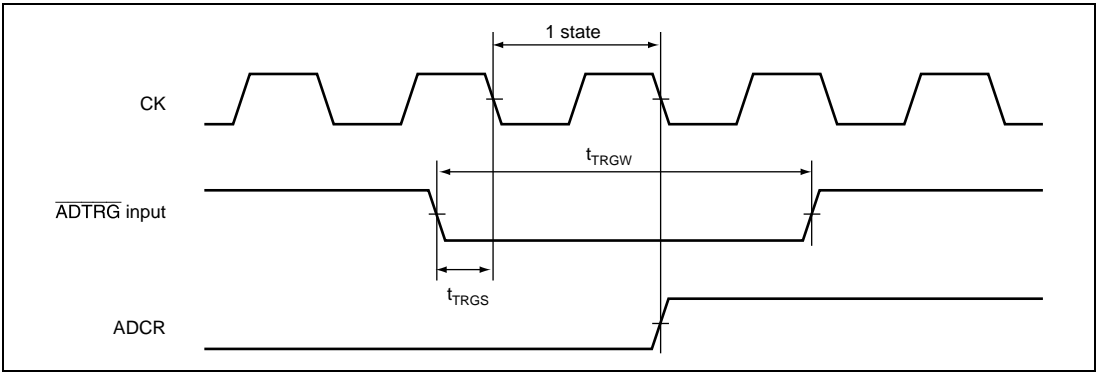 1 state
CK
tTRGW
ADTRG input
tTRGS
ADCR